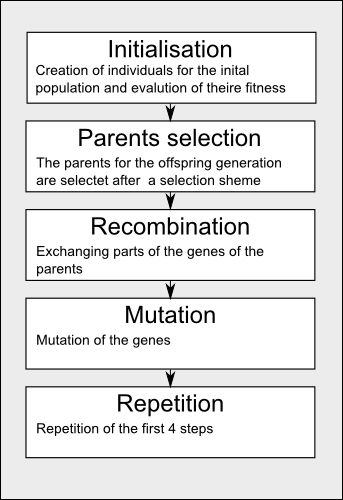 Initialisation
Creation of individuals for the inital
population and evalution of theire fitness
Parents selection
The parents for the offspring generation
are selectet after a selection sheme
Recombination
Exchanging parts of the genes of the
parents
Mutation
Mutation of the genes
Repetition
Repetition of the first 4 steps